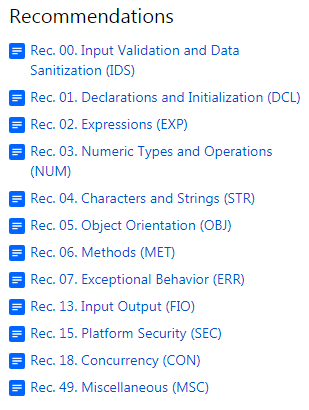 Recommendations
Rec. 00. Input Validation and Data
Sanitization (IDS)
Rec. 01. Declarations and Initialization (DCL)
Rec. 02. Expressions (EXP)
Rec. 03. Numeric Types and Operations
(NUM)
Rec. 04. Characters and Strings (STR)
Rec. 05. Object Orientation (OBJ)
Rec. 06. Methods (MET)
Rec. 07. Exceptional Behavior (ERR)
Rec. 13. Input Output (FIO)
Rec. 15. Platform Security (SEC)
Rec. 18. Concurrency (CON)
Rec. 49. Miscellaneous (MSC)